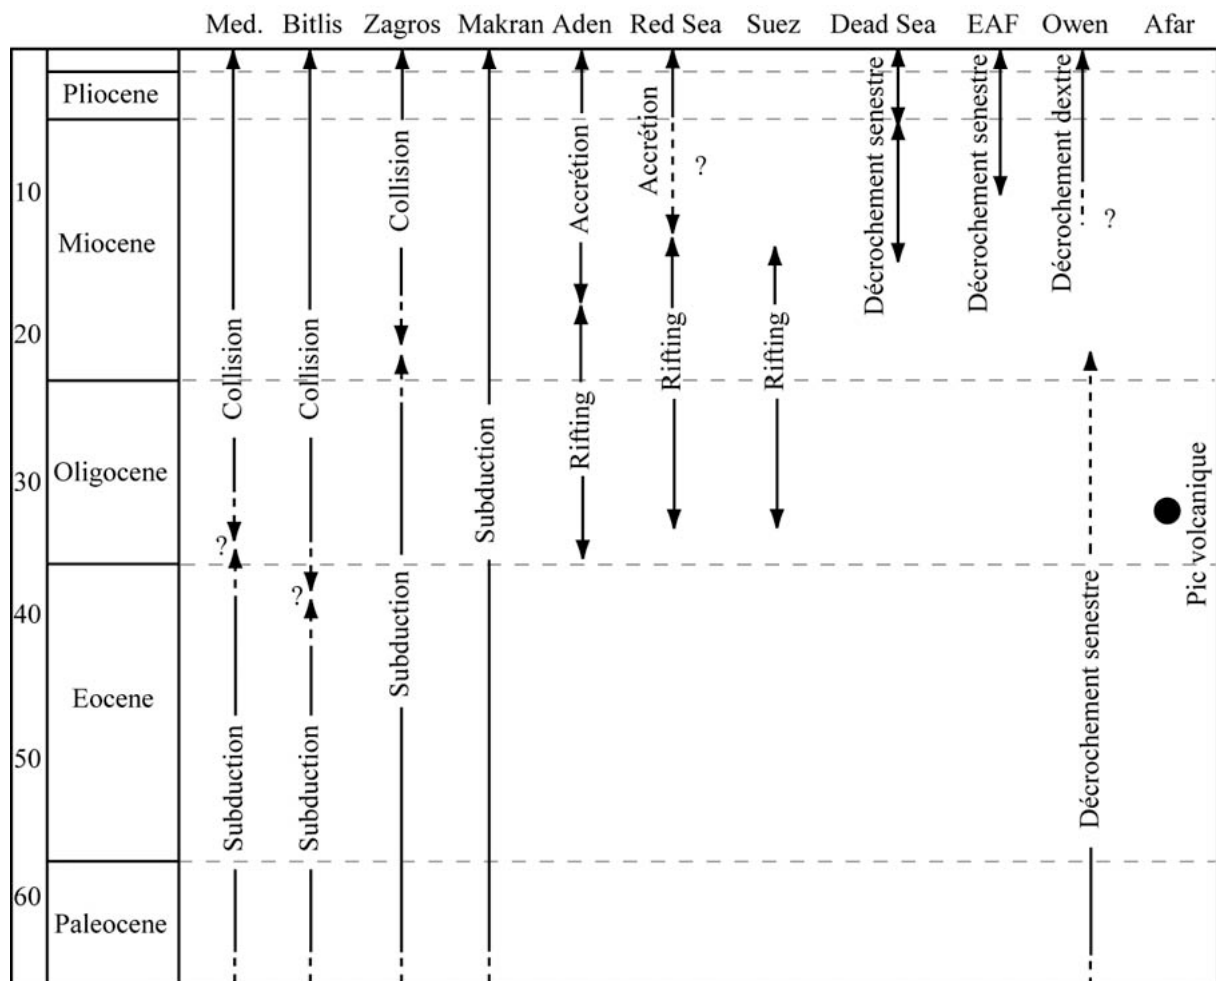 Med. Bitlis Zagros Makran Aden Red Sea Suez Dead Sea EAF Owen Afar
Pliocene
10
Miocene
20
Oligocene
30
40
Eocene
50
60
Paleocene
Collision
?
Subduction
Collision
?
Subduction
Collision
Subduction
Subduction
Accrétion
Rifting
Accrétion
?
Rifting
Rifting
Décrochement senestre
Décrochement senestre
Décrochement dextre
?
Décrochement senestre
Pic volcanique